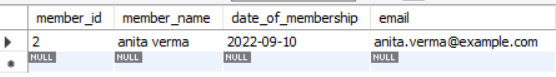 member_id member_name date_of_membership email
2 anita verma 2022-09-10 anita.verma@example.com
NULL NULL NULL NULL